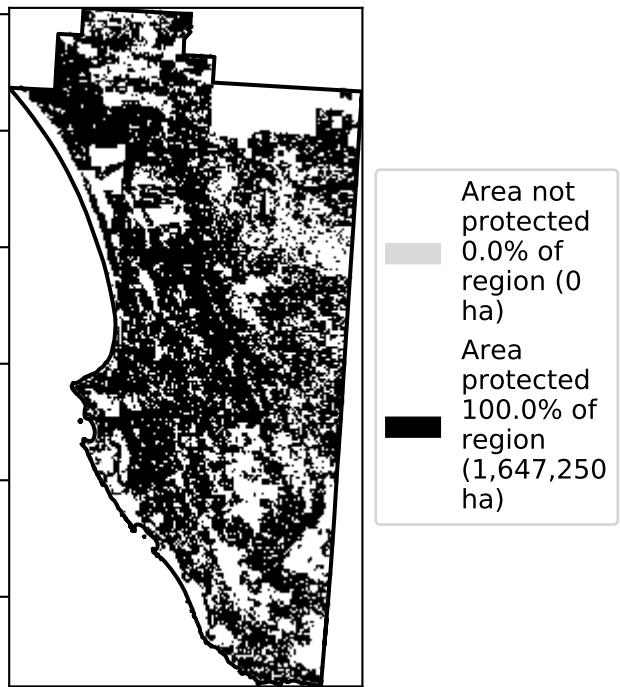 Area not
protected
0.0% of
region (0
ha)
Area
protected
100.0% of
region
(1,647,250
ha)